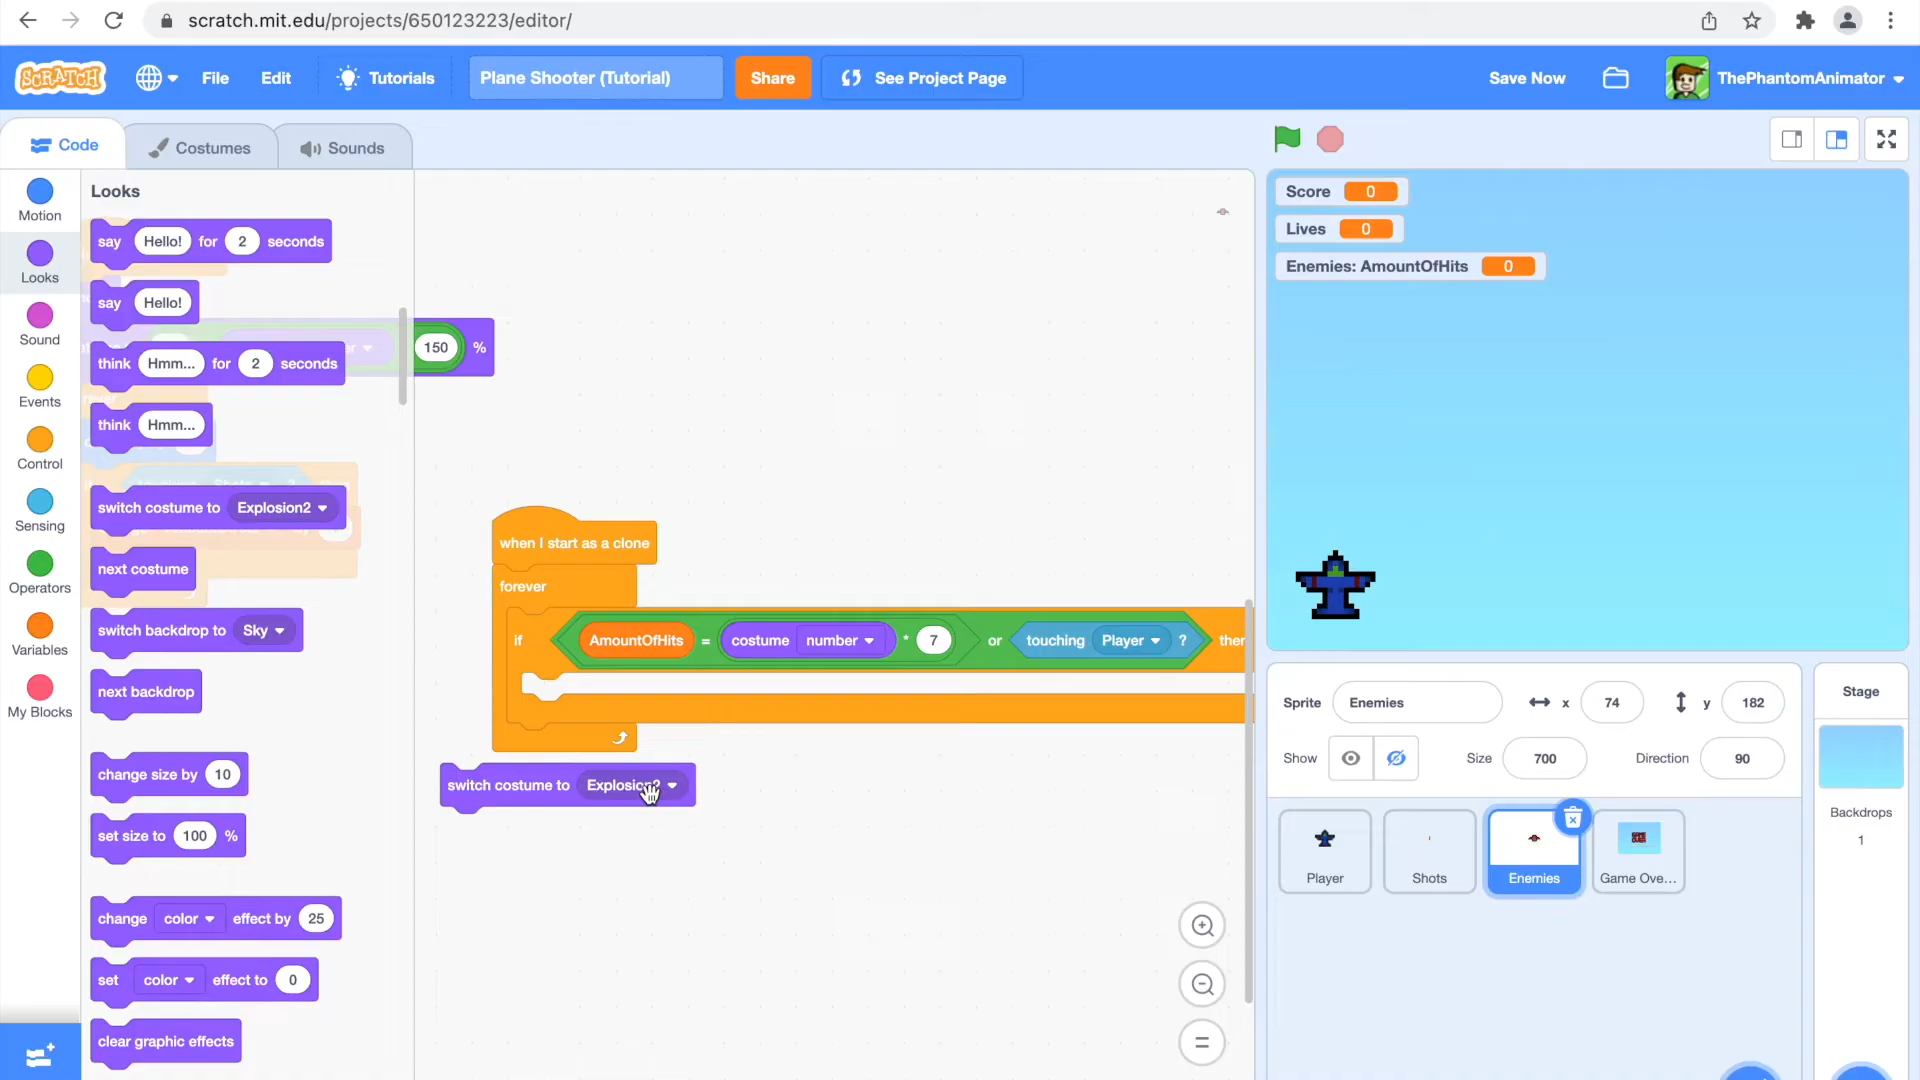 scratch.mit.edu/projects/650123223/editor/
SCRATCH File Edit Tutorials Plane Shooter (Tutorial) Share See Project Page Save Now ThePhantomAnimator
Code Costumes Sounds
Motion
Looks
Sound
Events
Control
Sensing
Operators
Variables
My Blocks
Looks
say Hello! for 2 seconds
say Hello!
think Hmm... for 2 seconds
think Hmm...
switch costume to Explosion2
next costume
switch backdrop to Sky
next backdrop
change size by 10
set size to 100 %
change color effect by 25
set color effect to 0
clear graphic effects
150 %
when I start as a clone
forever
if AmountOfHits = costume number * 7 or touching Player ? then
switch costume to
Score 0
Lives 0
Enemies: AmountOfHits 0
Sprite Enemies x 74 y 182
Show Size 700 Direction 90
Player Shots Enemies Game Ove...
Stage
Backdrops
1